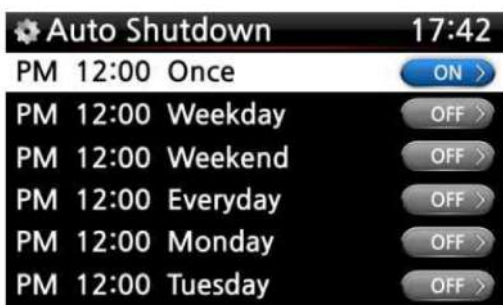 Auto Shutdown 17:42
PM 12:00 Once ON >
PM 12:00 Weekday OFF >
PM 12:00 Weekend OFF >
PM 12:00 Everyday OFF >
PM 12:00 Monday OFF >
PM 12:00 Tuesday OFF >